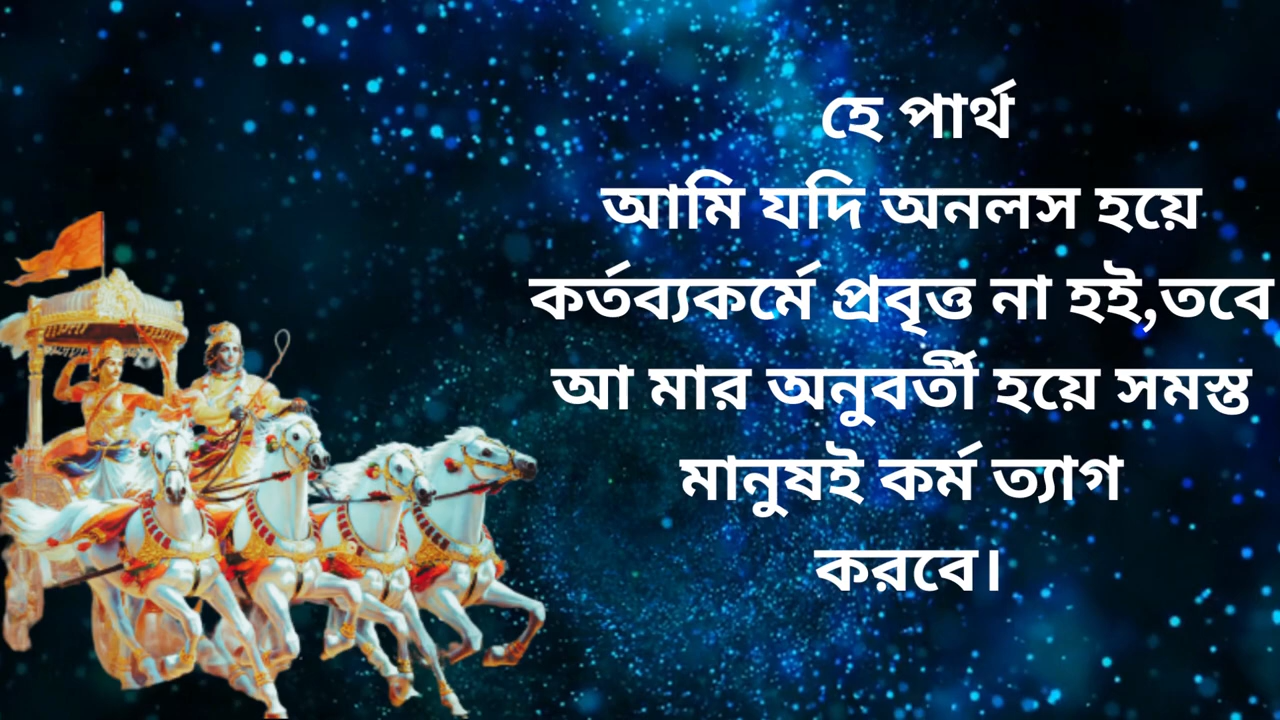 হে পার্থ
আমি যদি অনলস হয়ে
কর্তব্যকর্মে প্রবৃত্ত না হই,তবে
আ মার অনুবর্তী হয়ে সমস্ত
মানুষই কর্ম ত্যাগ
করবে।